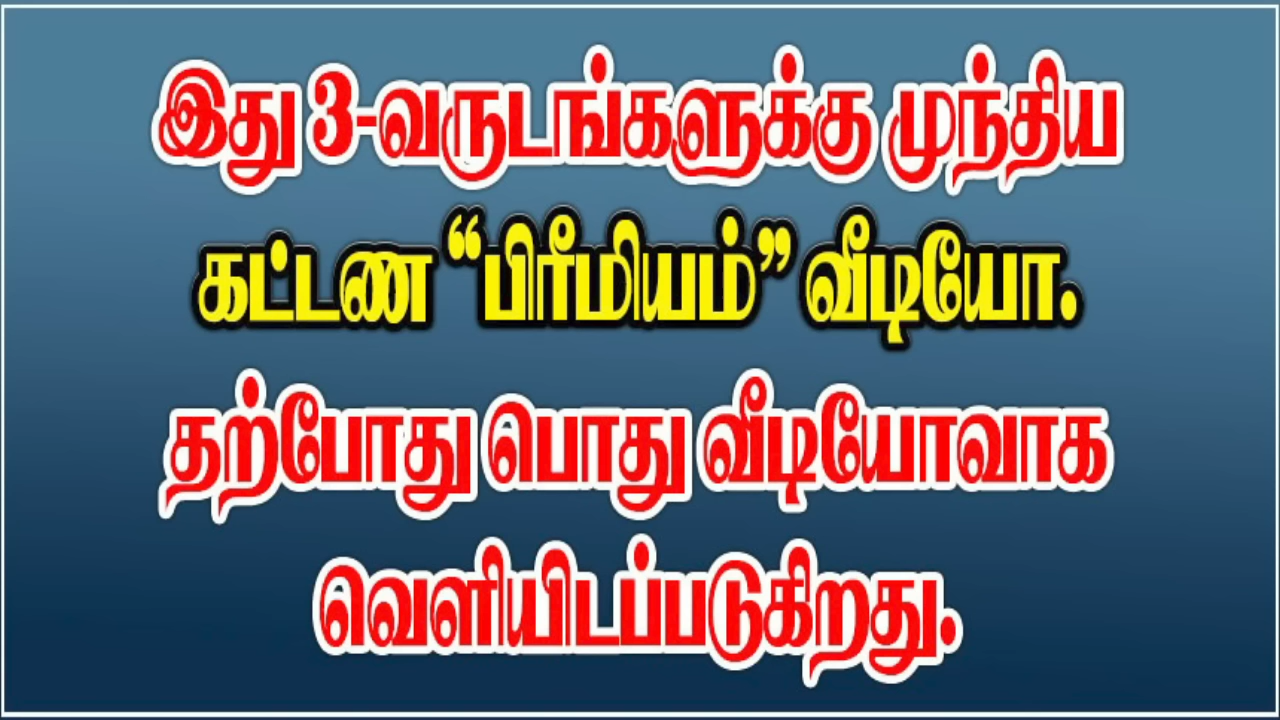 இது 3-வருடங்களுக்கு முந்திய
கட்டண “பிரீமியம்” வீடியோ.
தற்போது பொது வீடியோவாக
வெளியிடப்படுகிறது.